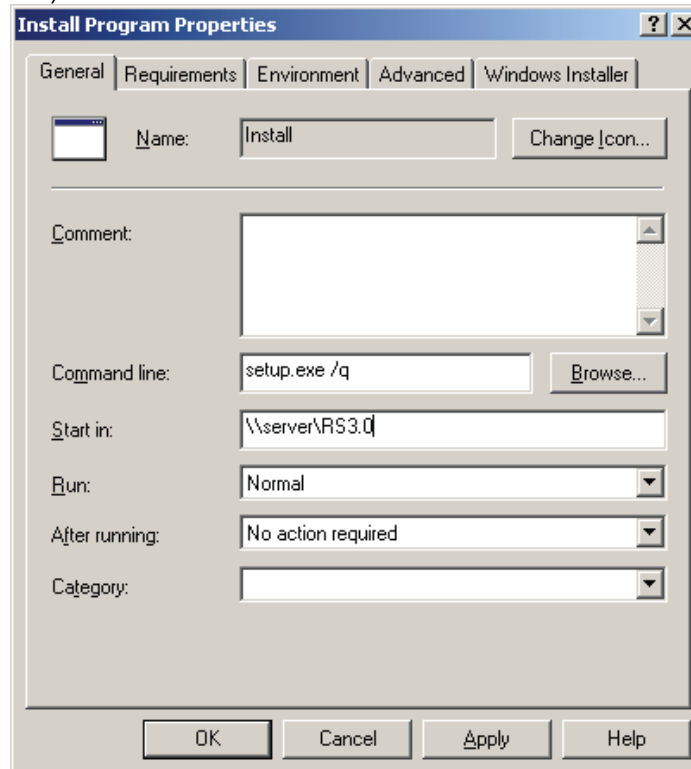 Install Program Properties
? X
General Requirements Environment Advanced Windows Installer
Name: Install Change Icon...
Comment:
Command line: setup.exe /q Browse...
Start in: \\server\RS3.0
Run: Normal
After running: No action required
Category:
OK Cancel Apply Help